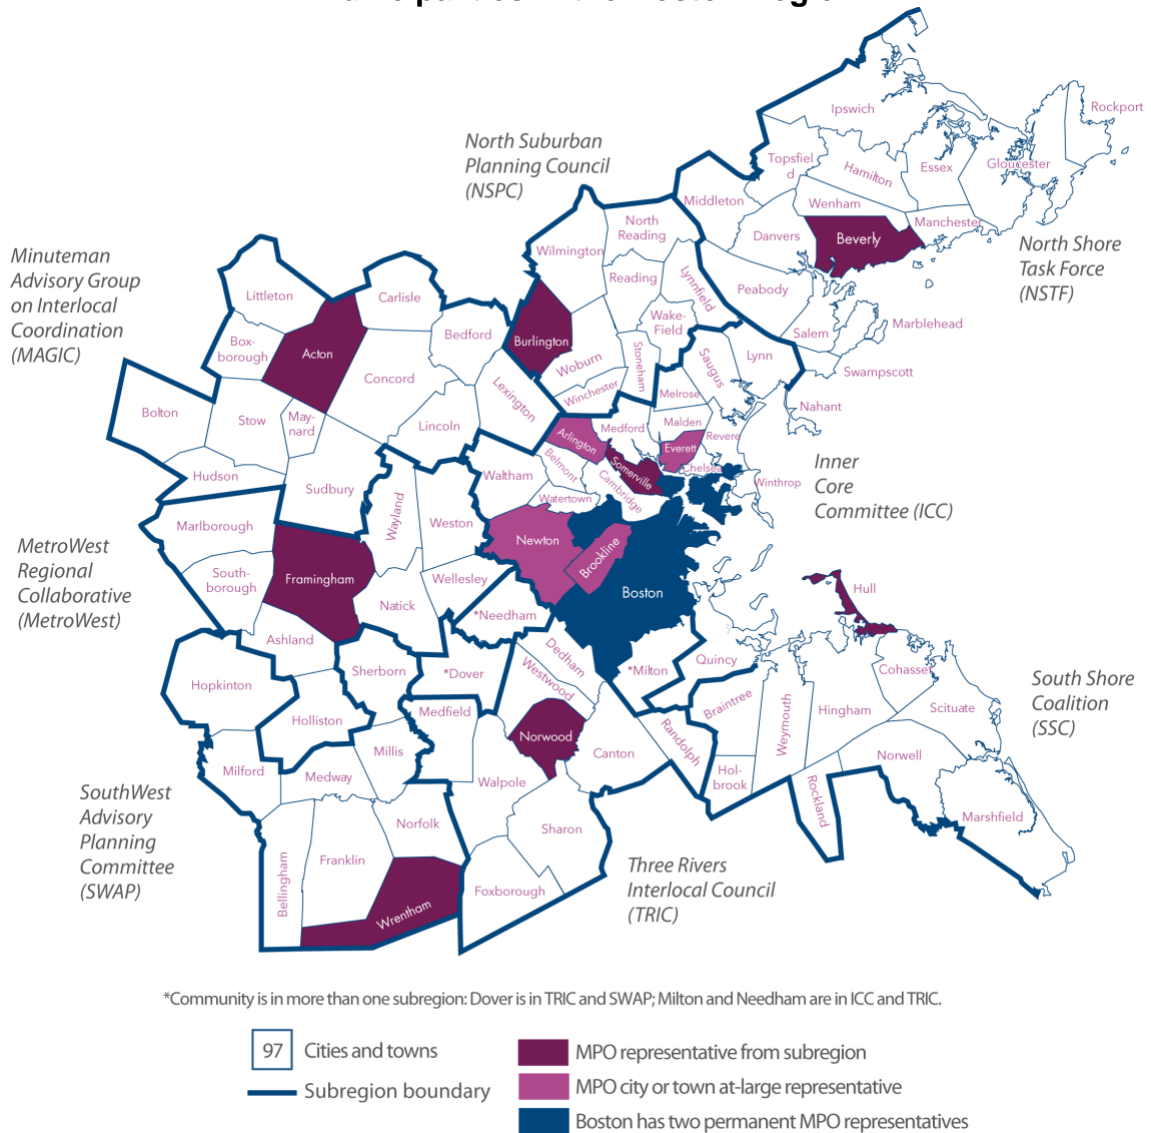 Ipswich
Rockport
North Suburban
Planning Council
(NSPC)
Topsfiel
d
Hamilton
Essex
Gloucester
Middleton
Wenham
Manchester
North
Reading
Danvers
Beverly
North Shore
Task Force
(NSTF)
Wilmington
Minuteman
Advisory Group
on Interlocal
Coordination
(MAGIC)
Reading
Lynnfield
Peabody
Littleton
Carlisle
Wake-
Field
Marblehead
Bedford
Salem
Box-
borough
Acton
Burlington
Woburn
Stoneham
Saugus
Lynn
Swampscott
Concord
Lexington
Winchester
Melrose
Nahant
Bolton
Stow
May-
nard
Lincoln
Arlington
Medford
Malden
Revere
Everett
Hudson
Sudbury
Waltham
Belmont
Somerville
Chelsea
Winthrop
Inner
Core
Committee (ICC)
Cambridge
Watertown
Marlborough
Wayland
Weston
Newton
Brookline
MetroWest
Regional
Collaborative
(MetroWest)
South-
borough
Framingham
Wellesley
Boston
Hull
Natick
*Needham
Ashland
Hopkinton
Sherborn
*Dover
Dedham
Westwood
*Milton
Quincy
Cohasset
South Shore
Coalition
(SSC)
Holliston
Medfield
Norwood
Randolph
Braintree
Weymouth
Hingham
Scituate
Milford
Medway
Millis
Walpole
Canton
Hol-
brook
Norwell
Rockland
SouthWest
Advisory
Planning
Committee
(SWAP)
Norfolk
Sharon
Marshfield
Bellingham
Franklin
Wrentham
Foxborough
Three Rivers
Interlocal Council
(TRIC)
*Community is in more than one subregion: Dover is in TRIC and SWAP; Milton and Needham are in ICC and TRIC.
97 Cities and towns
Subregion boundary
MPO representative from subregion
MPO city or town at-large representative
Boston has two permanent MPO representatives